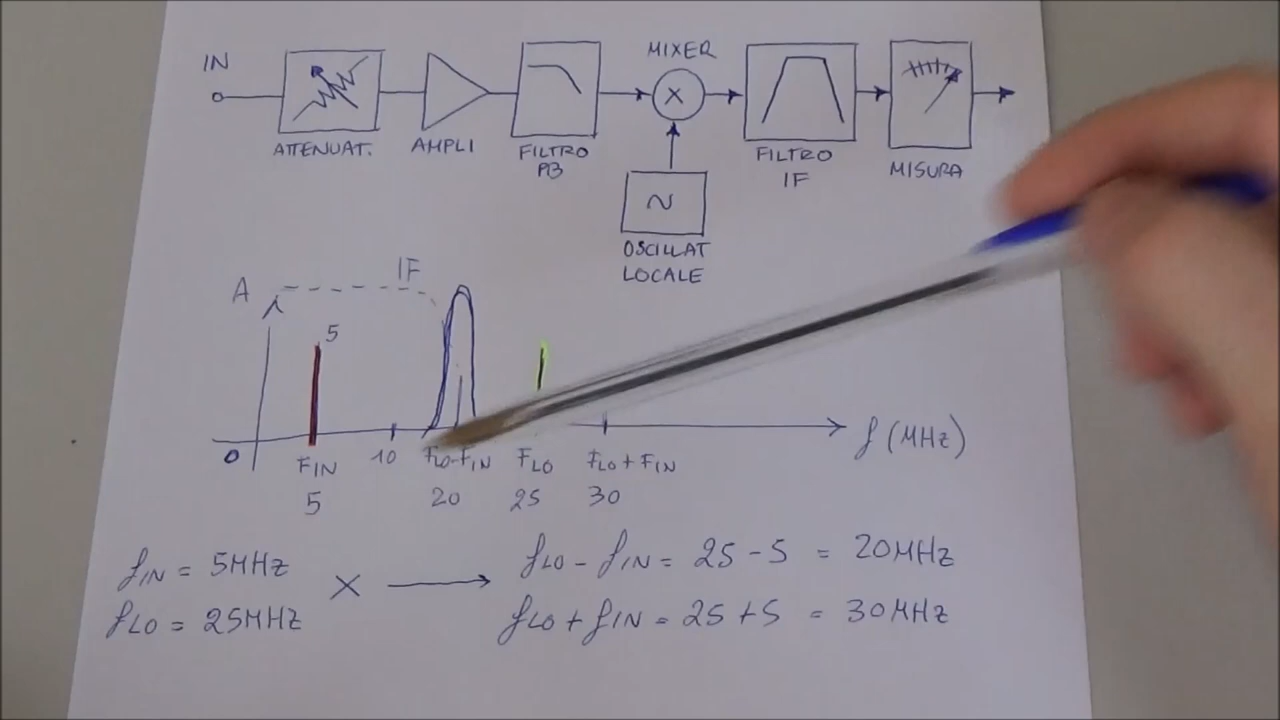 IN
MIXER
ATTENUAT.
AMPLI
FILTRO
PB
X
FILTRO
IF
MISURA
~
OSCILLAT
LOCALE
A
IF
5
0
FIN
10
FLO-FIN
FLO
FLO+FIN
f (MHz)
5
20
25
30
fIN = 5MHz
fLO = 25MHz
X
fLO - fIN = 25 - 5 = 20MHz
fLO + fIN = 25 + 5 = 30MHz